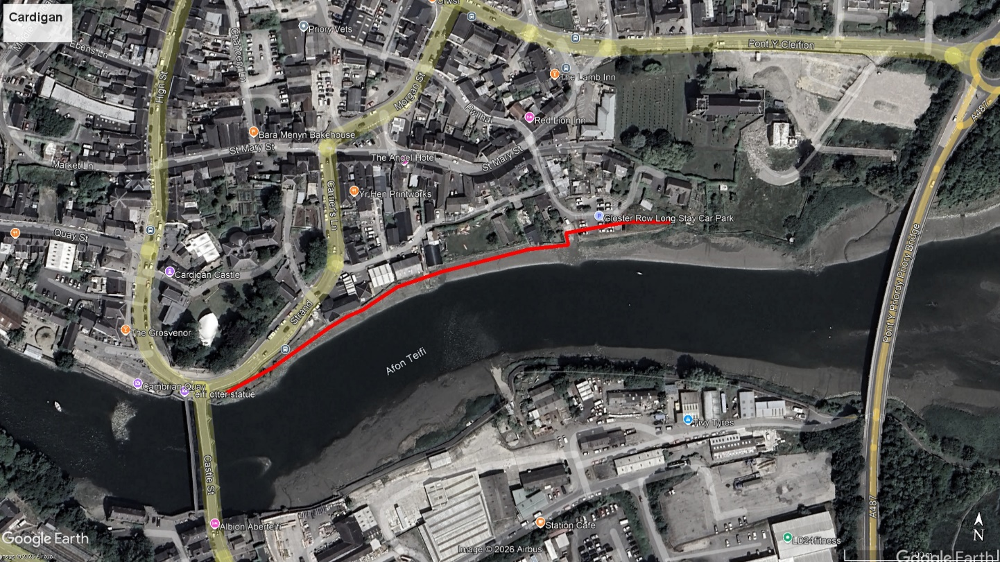 Cardigan
Priory Vets
Pont Y Cleifion
Ebens Ln
Chancery Ln
High St
Morgan St
The Lamb Inn
A487
Pwllhai
Red Lion Inn
Bara Menyn Bakehouse
St Mary St
The Angel Hotel
St Mary St
Market Ln
Carrier's Ln
Yr Hen Printworks
Closter Row Long Stay Car Park
Quay St
Cardigan Castle
Pont Y Priordy Priory Bridge
Strand
The Grosvenor
Afon Teifi
Cambrian Quay
Teifi otter statue
Tivy Tyres
Castle St
A487
Albion Aberteifi
Station Cafe
LD24fitness
N
Google Earth
Image © 2026 Airbus
Image © 2026 Airbus
100 m
Google Earth